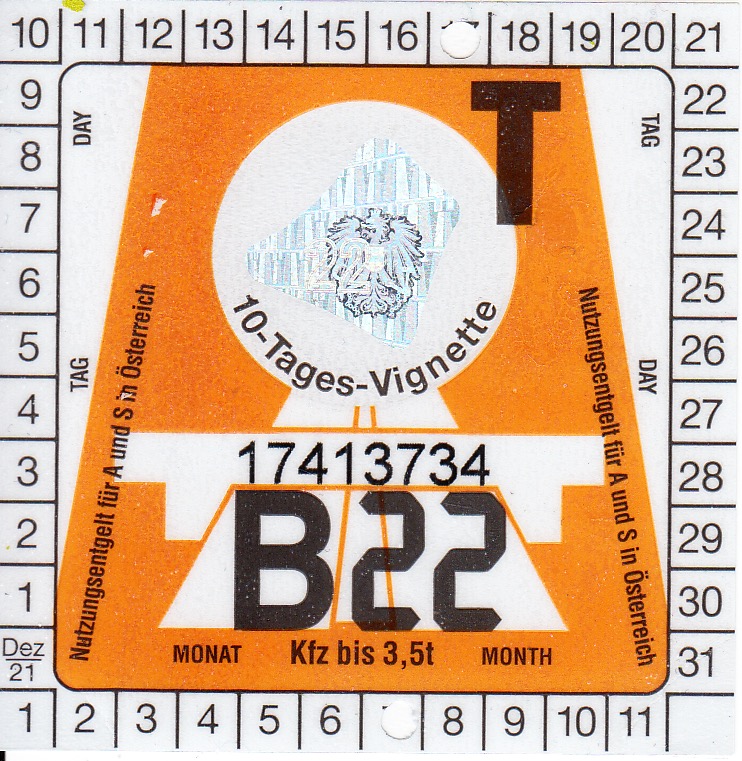 10 11 12 13 14 15 16 18 19 20 21
9 22
8 23
7 24
6 25
5 26
4 27
3 28
2 29
1 30
Dez 21 31
1 2 3 4 5 6 8 9 10 11
DAY
TAG
T
TAG
DAY
10-Tages-Vignette
22
Nutzungsentgelt für A und S in Österreich
Nutzungsentgelt für A und S in Österreich
17413734
B22
MONAT Kfz bis 3,5t MONTH